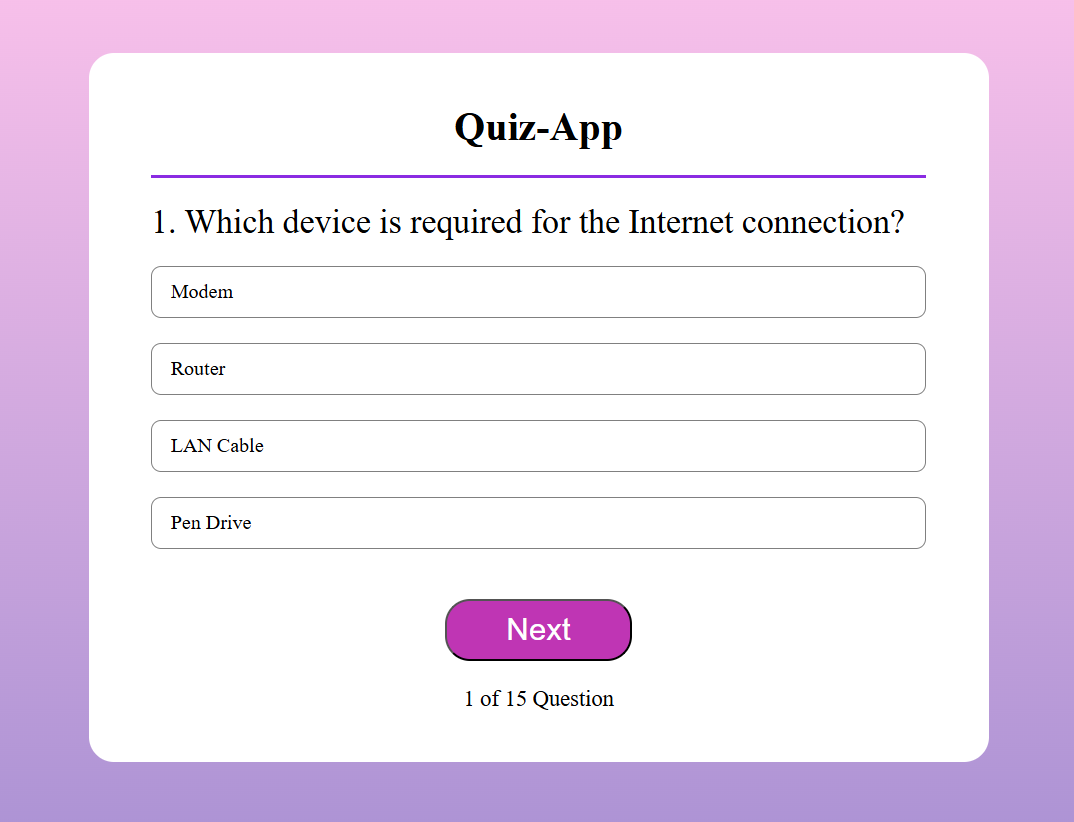 Quiz-App
1. Which device is required for the Internet connection?
Modem
Router
LAN Cable
Pen Drive
Next
1 of 15 Question